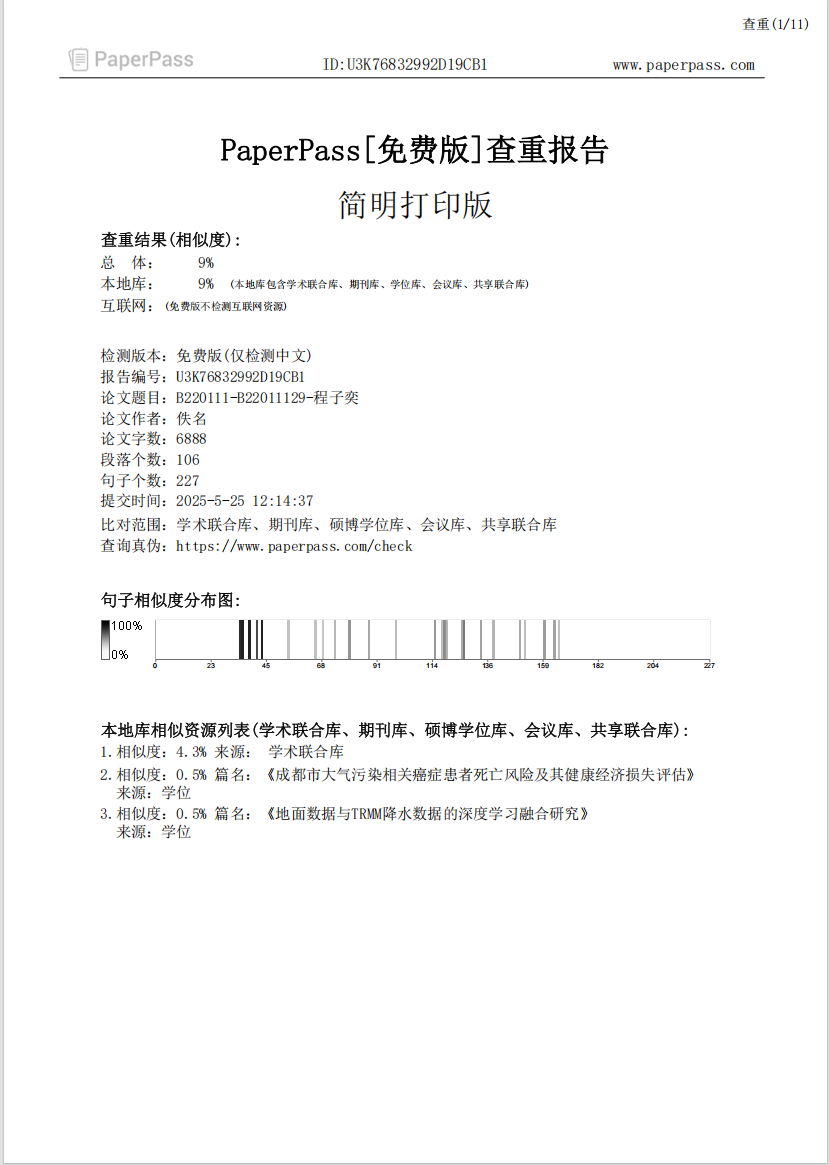 查重(1/11)
PaperPass
ID:U3K76832992D19CB1
www.paperpass.com
PaperPass[免费版]查重报告
简明打印版
查重结果(相似度):
总 体: 9%
本地库: 9% (本地库包含学术联合库、期刊库、学位库、会议库、共享联合库)
互联网: (免费版不检测互联网资源)
检测版本: 免费版(仅检测中文)
报告编号: U3K76832992D19CB1
论文题目: B220111-B22011129-程子奕
论文作者: 佚名
论文字数: 6888
段落个数: 106
句子个数: 227
提交时间: 2025-5-25 12:14:37
比对范围: 学术联合库、期刊库、硕博学位库、会议库、共享联合库
查询真伪: https://www.paperpass.com/check
句子相似度分布图:
100%
0%
0 23 45 68 91 114 136 159 182 204 227
本地库相似资源列表(学术联合库、期刊库、硕博学位库、会议库、共享联合库):
1.相似度: 4.3% 来源: 学术联合库
2.相似度: 0.5% 篇名: 《成都市大气污染相关癌症患者死亡风险及其健康经济损失评估》
来源: 学位
3.相似度: 0.5% 篇名: 《地面数据与TRMM降水数据的深度学习融合研究》
来源: 学位